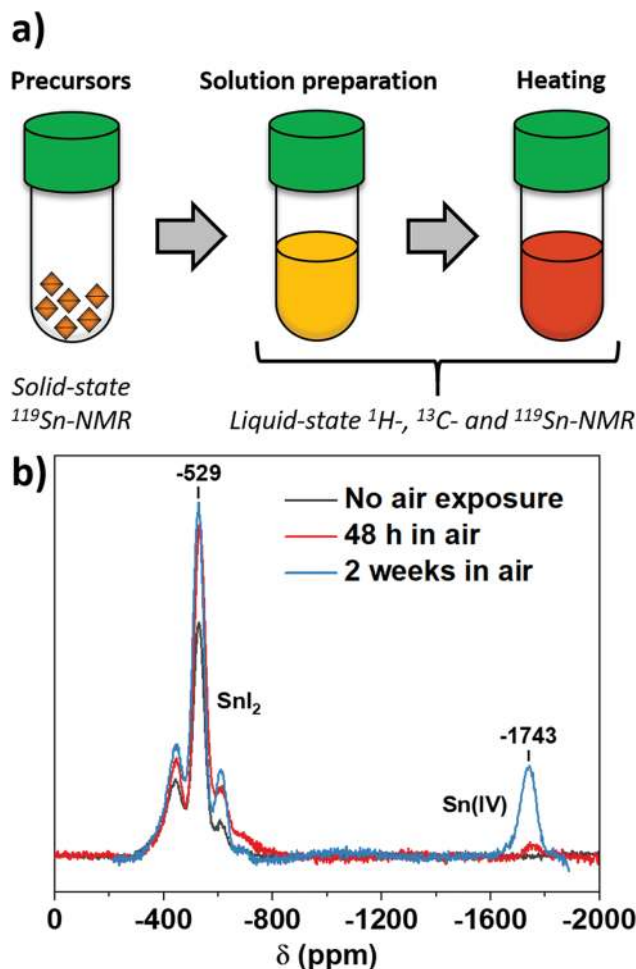 a)
Precursors
Solution preparation
Heating
Solid-state
¹¹⁹Sn-NMR
Liquid-state ¹H-, ¹³C- and ¹¹⁹Sn-NMR
b)
-529
No air exposure
48 h in air
2 weeks in air
SnI₂
-1743
Sn(IV)
0 -400 -800 -1200 -1600 -2000
δ (ppm)